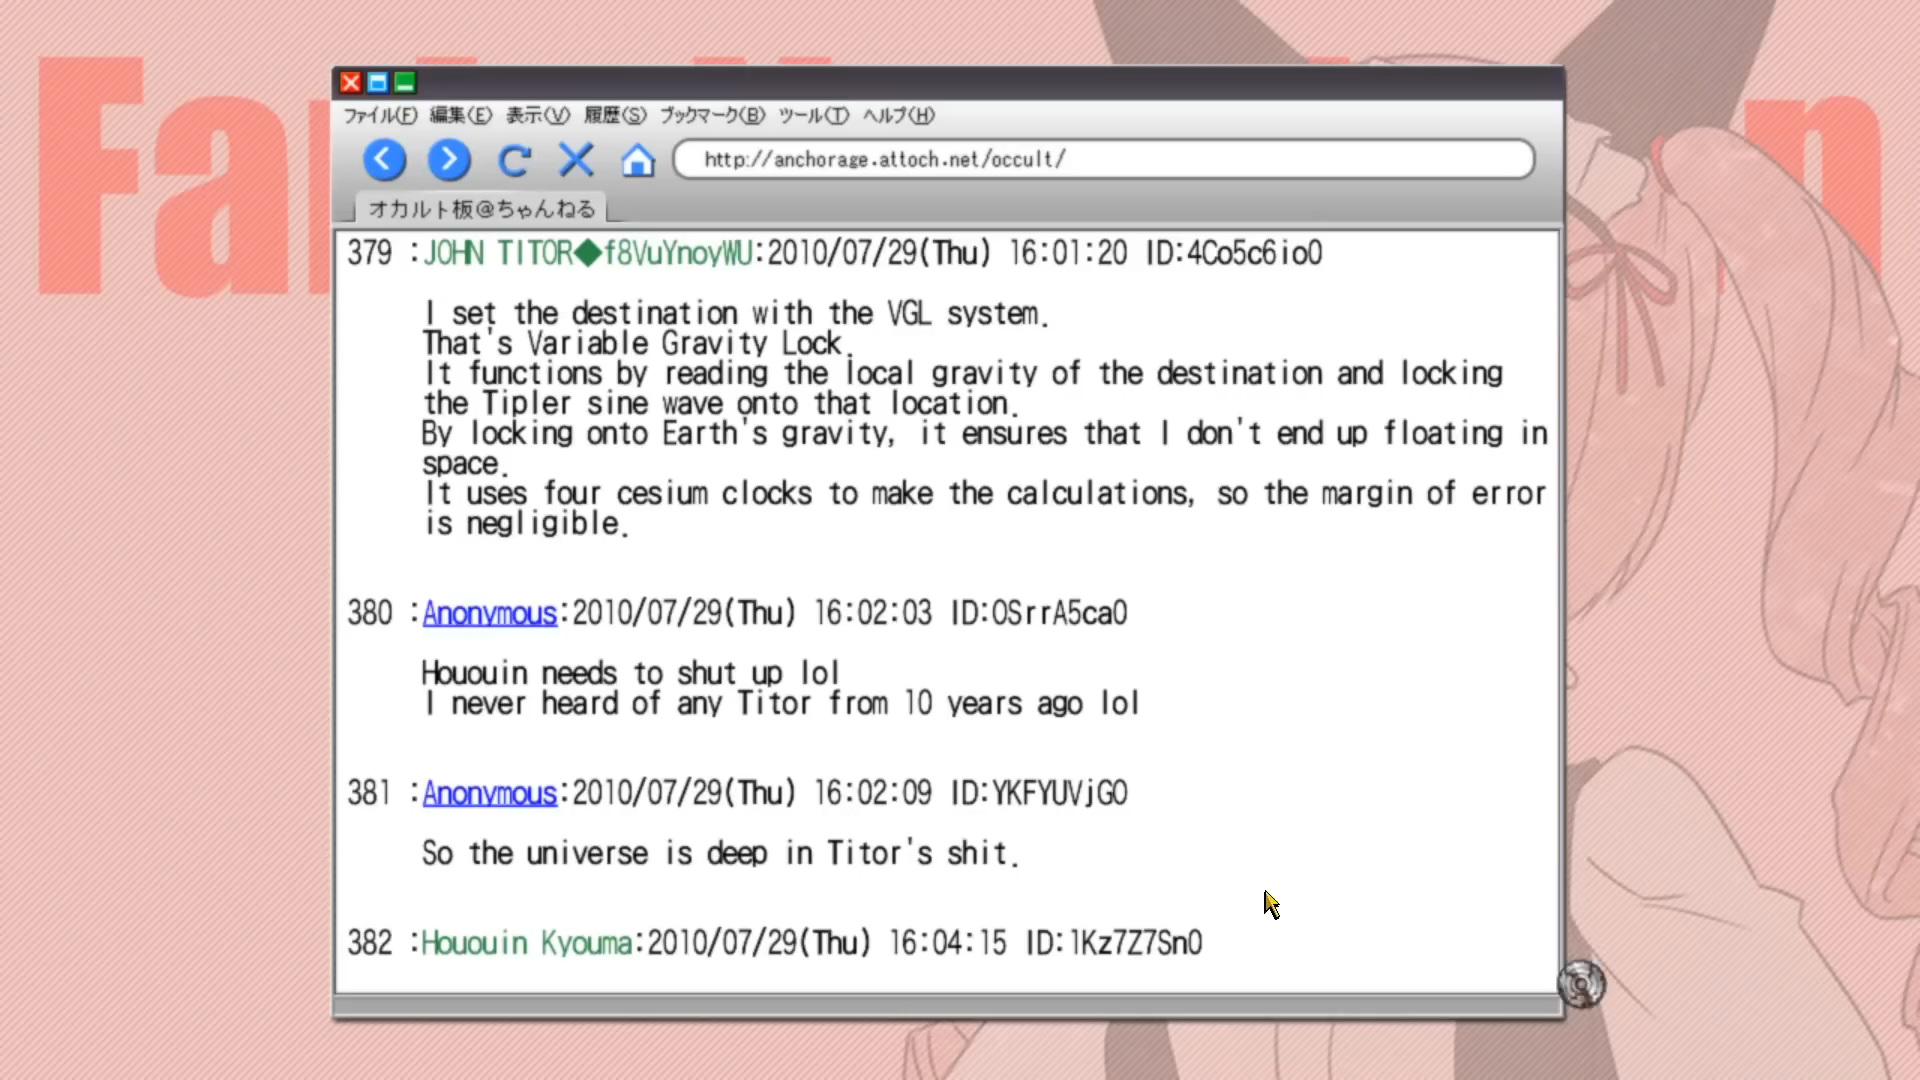 ファイル(F) 編集(E) 表示(V) 履歴(S) ブックマーク(B) ツール(T) ヘルプ(H)
http://anchorage.attoch.net/occult/
オカルト板@ちゃんねる
379 :JOHN TITOR◆f8VuYnoyWU:2010/07/29(Thu) 16:01:20 ID:4Co5c6io0
I set the destination with the VGL system.
That's Variable Gravity Lock.
It functions by reading the local gravity of the destination and locking
the Tipler sine wave onto that location.
By locking onto Earth's gravity, it ensures that I don't end up floating in
space.
It uses four cesium clocks to make the calculations, so the margin of error
is negligible.
380 :Anonymous:2010/07/29(Thu) 16:02:03 ID:OSrrA5ca0
Hououin needs to shut up lol
I never heard of any Titor from 10 years ago lol
381 :Anonymous:2010/07/29(Thu) 16:02:09 ID:YKFYUVjG0
So the universe is deep in Titor's shit.
382 :Hououin Kyouma:2010/07/29(Thu) 16:04:15 ID:1Kz7Z7Sn0